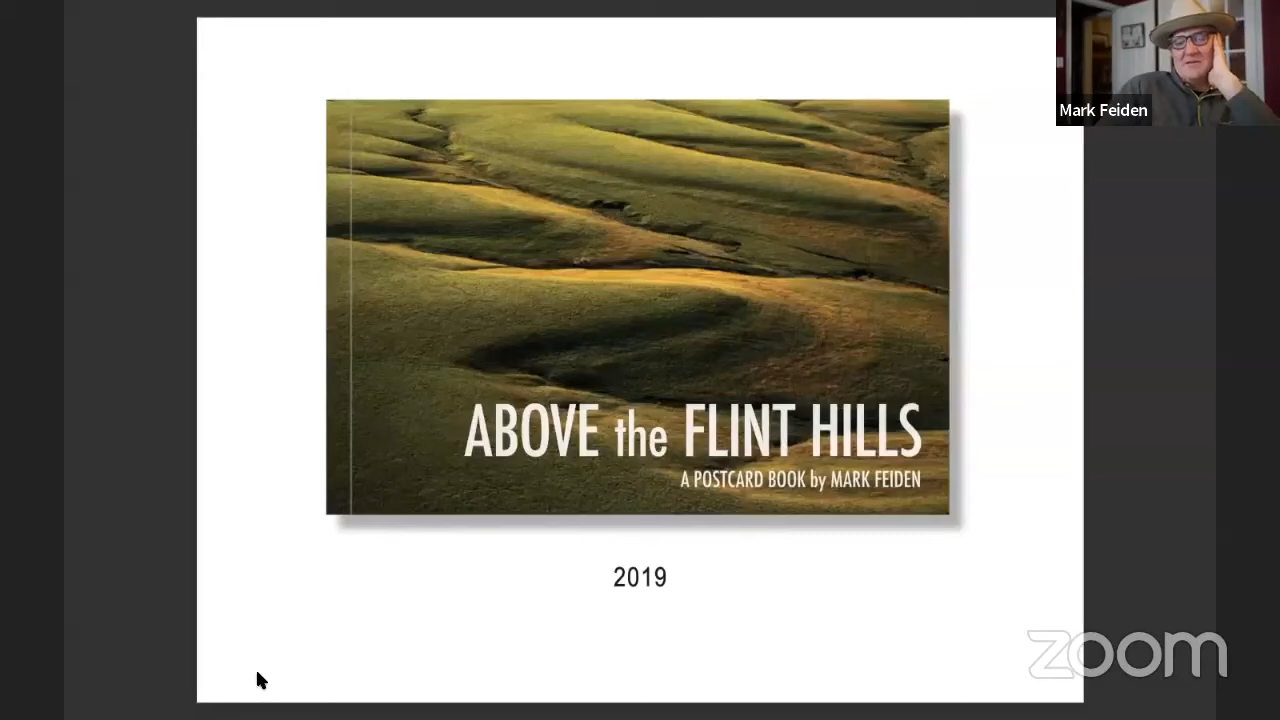 Mark Feiden
ABOVE the FLINT HILLS
A POSTCARD BOOK by MARK FEIDEN
2019
zoom